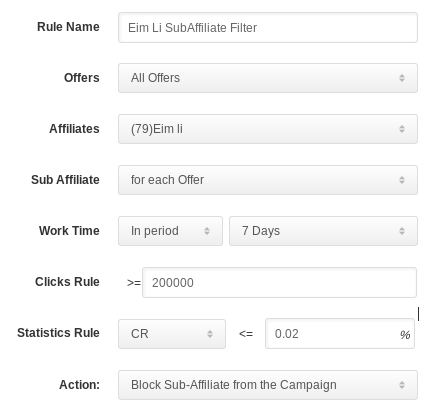 Rule Name Eim Li SubAffiliate Filter
Offers All Offers
Affiliates (79)Eim li
Sub Affiliate for each Offer
Work Time In period 7 Days
Clicks Rule >= 200000
Statistics Rule CR <= 0.02 %
Action: Block Sub-Affiliate from the Campaign